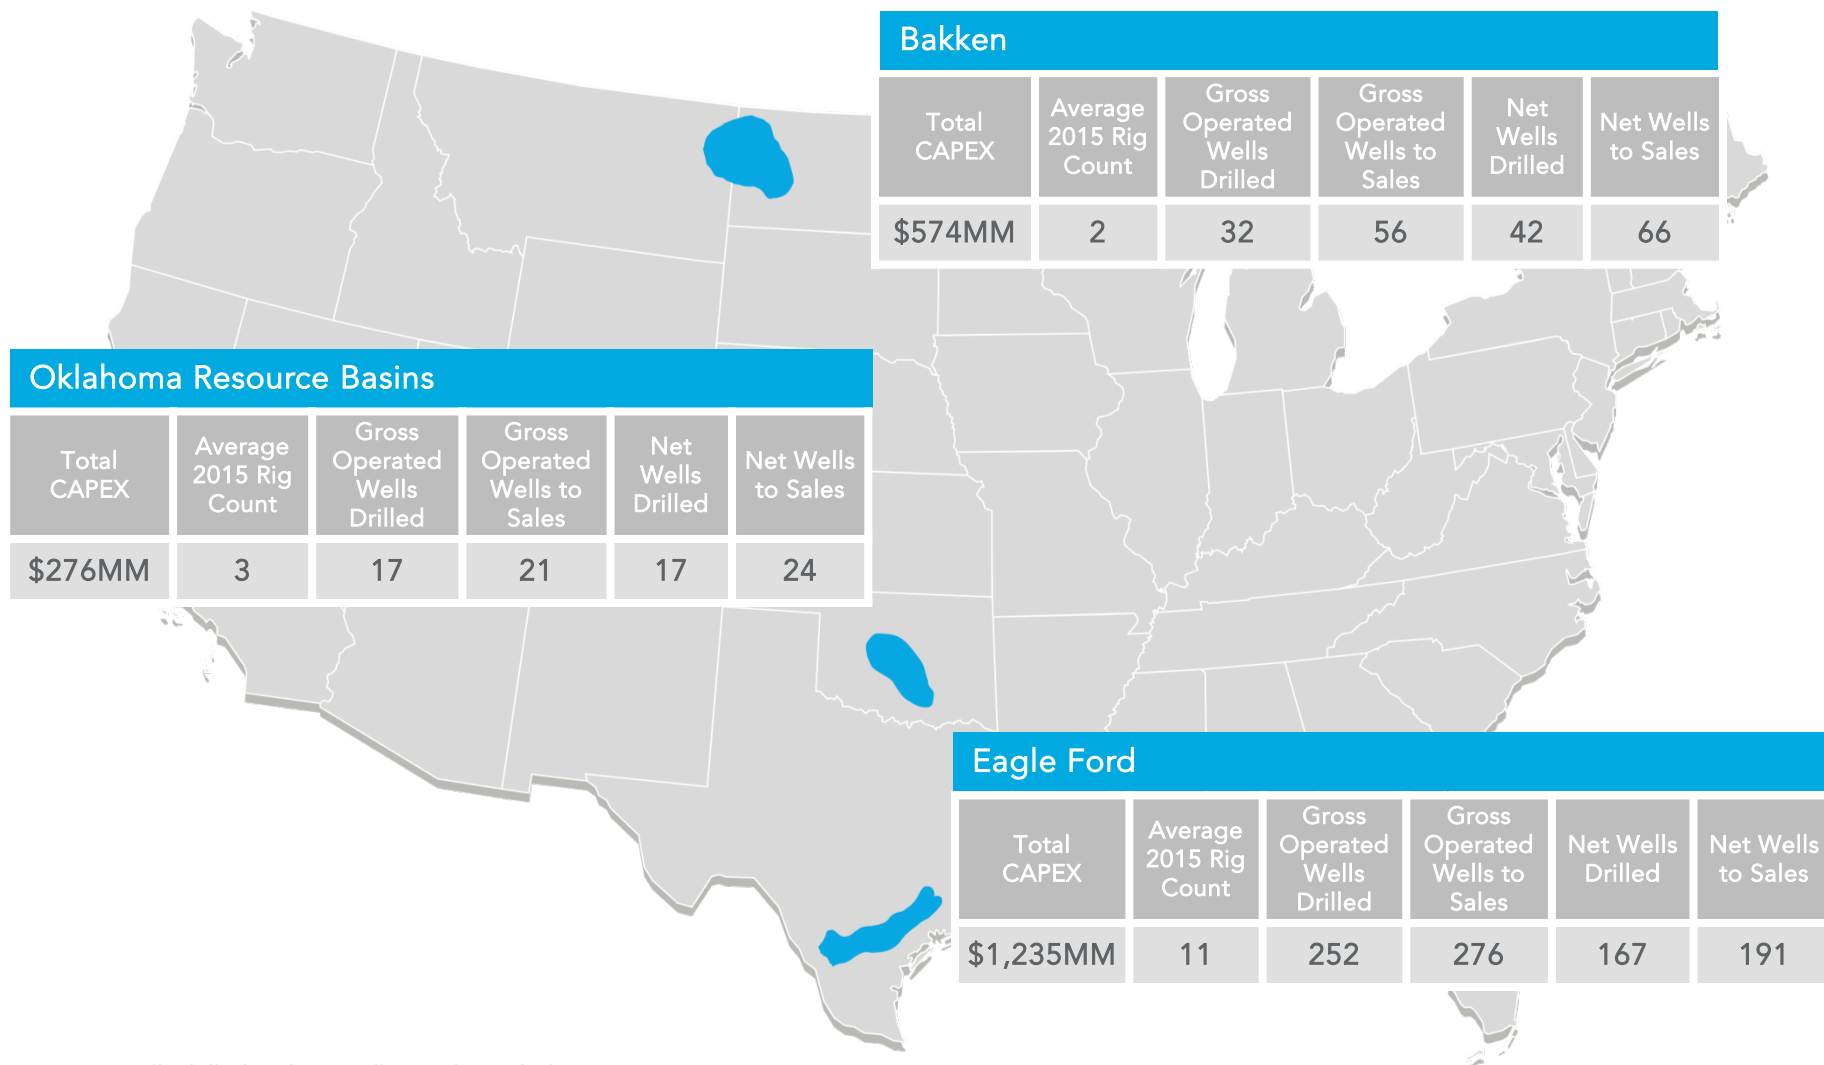 Bakken
Total CAPEX
Average 2015 Rig Count
Gross Operated Wells Drilled
Gross Operated Wells to Sales
Net Wells Drilled
Net Wells to Sales
$574MM 2 32 56 42 66
Oklahoma Resource Basins
Total CAPEX
Average 2015 Rig Count
Gross Operated Wells Drilled
Gross Operated Wells to Sales
Net Wells Drilled
Net Wells to Sales
$276MM 3 17 21 17 24
Eagle Ford
Total CAPEX
Average 2015 Rig Count
Gross Operated Wells Drilled
Gross Operated Wells to Sales
Net Wells Drilled
Net Wells to Sales
$1,235MM 11 252 276 167 191